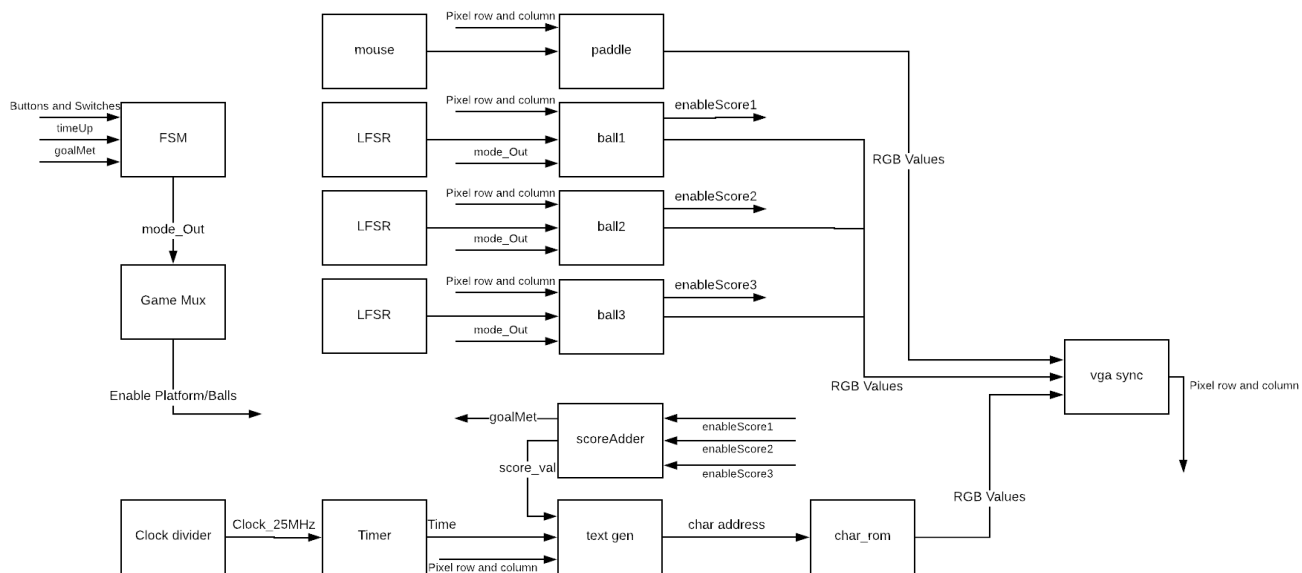 Pixel row and column
mouse
paddle
Buttons and Switches
timeUp
goalMet
FSM
Pixel row and column
LFSR
mode_Out
ball1
enableScore1
RGB Values
Pixel row and column
LFSR
mode_Out
ball2
enableScore2
mode_Out
Game Mux
Enable Platform/Balls
Pixel row and column
LFSR
mode_Out
ball3
enableScore3
RGB Values
vga sync
Pixel row and column
goalMet
scoreAdder
enableScore1
enableScore2
enableScore3
score_val
Clock divider
Clock_25MHz
Timer
Time
Pixel row and column
text gen
char address
char_rom
RGB Values